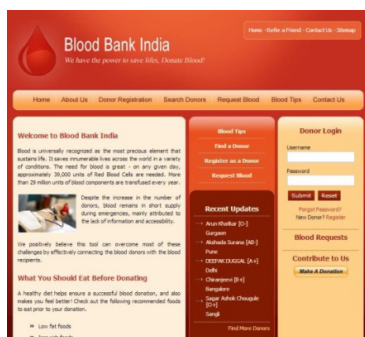 Home - Refer a Friend - Contact Us - Sitemap
Blood Bank India
We have the power to save lifes, Donate Blood!
Home About Us Donor Registration Search Donors Request Blood Blood Tips Contact Us
Welcome to Blood Bank India
Blood is universally recognized as the most precious element that
sustains life. It saves innumerable lives across the world in a variety
of conditions. The need for blood is great - on any given day,
approximately 39,000 units of Red Blood Cells are needed. More
than 29 million units of blood components are transfused every year.
Despite the increase in the number of
donors, blood remains in short supply
during emergencies, mainly attributed to
the lack of information and accessibility.
We positively believe this tool can overcome most of these
challenges by effectively connecting the blood donors with the blood
recipients.
What You Should Eat Before Donating
A healthy diet helps ensure a successful blood donation, and also
makes you feel better! Check out the following recommended foods
to eat prior to your donation.
Low fat foods
Blood Tips
Find a Donor
Register as a Donor
Request Blood
Recent Updates
Arun Khatkar [O-]
Gurgaon
Akshada Surana [AB-]
Pune
DEEPAK DUGGAL [A+]
Delhi
Chiranjeevi [B+]
Bangalore
Sagar Ashok Chougule
[O+]
Sangli
Find More Donors
Donor Login
Username
Password
Submit Reset
Forgot Password?
New Donor? Register
Blood Requests
Contribute to Us
Make A Donation